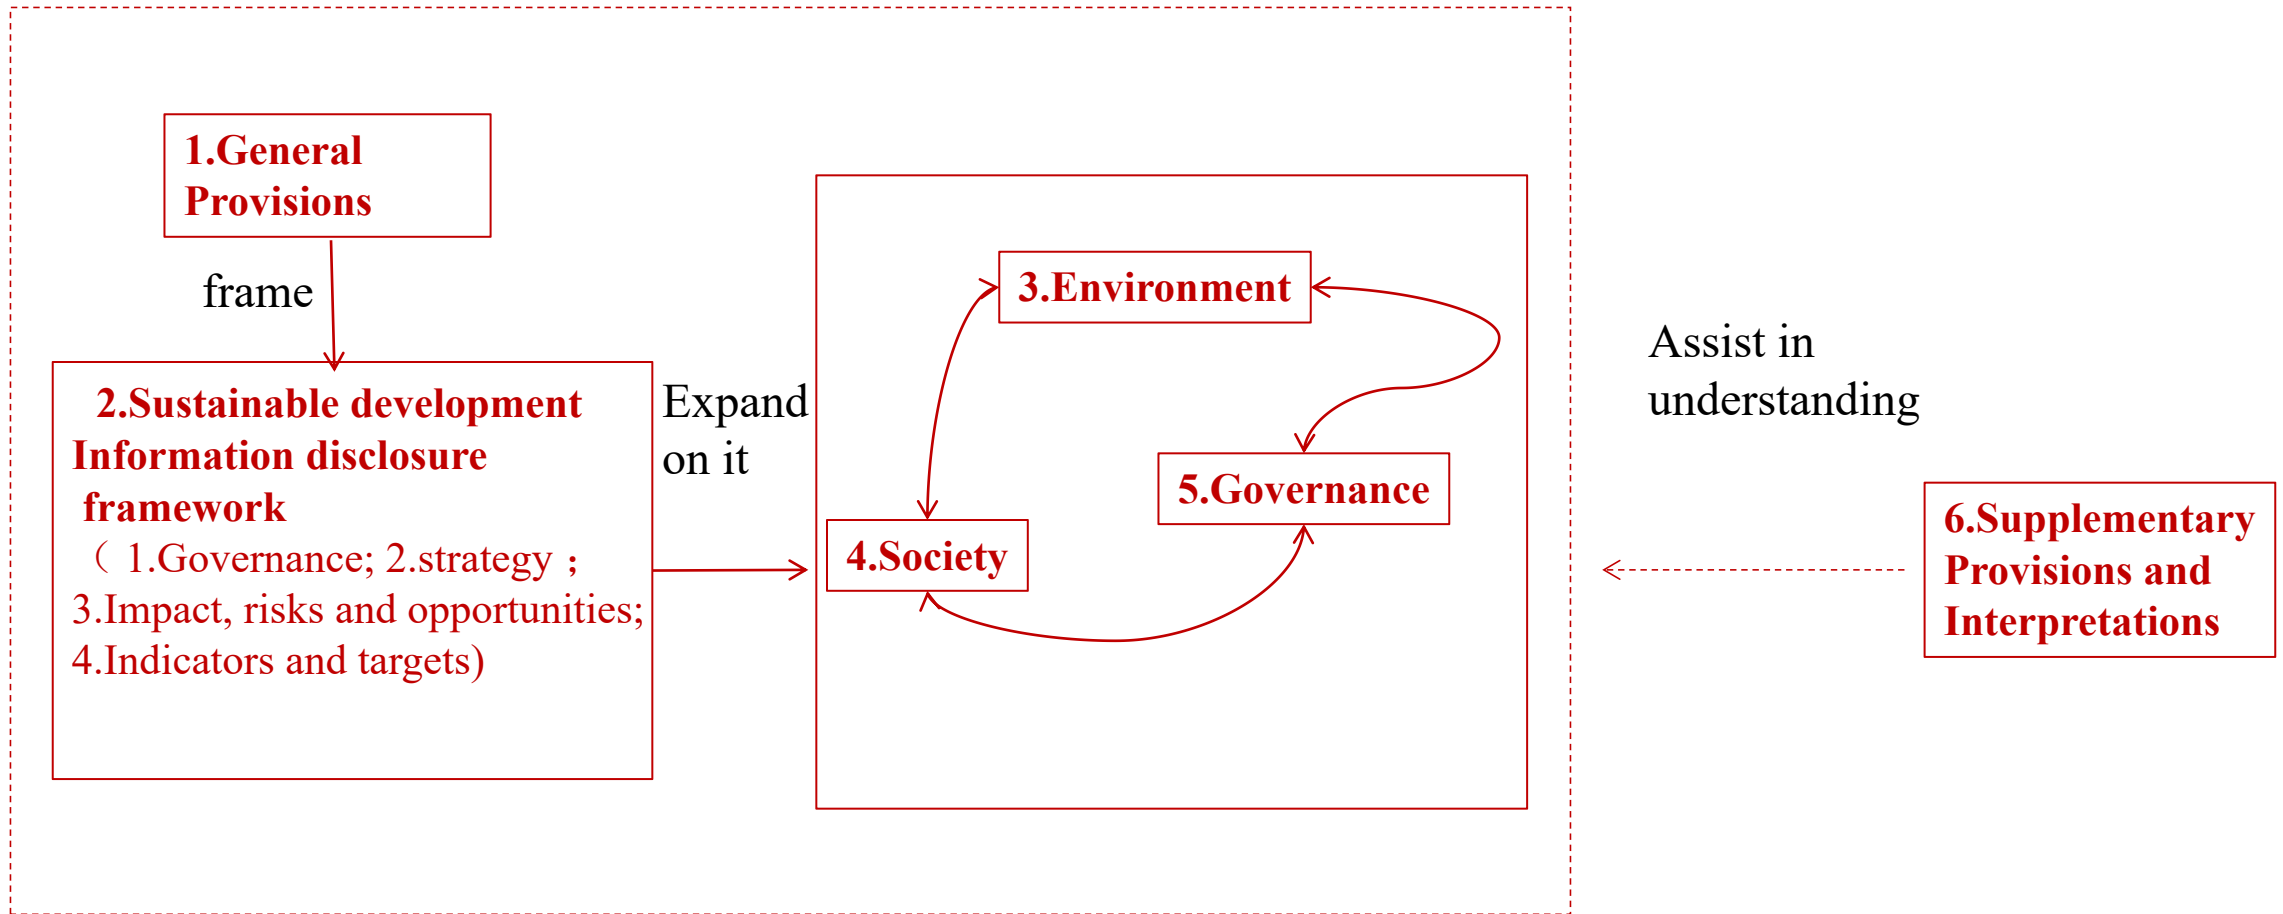 1.General
Provisions
frame
2.Sustainable development
Information disclosure
framework
（ 1.Governance; 2.strategy；
3.Impact, risks and opportunities;
4.Indicators and targets)
Expand
on it
3.Environment
5.Governance
4.Society
Assist in
understanding
6.Supplementary
Provisions and
Interpretations